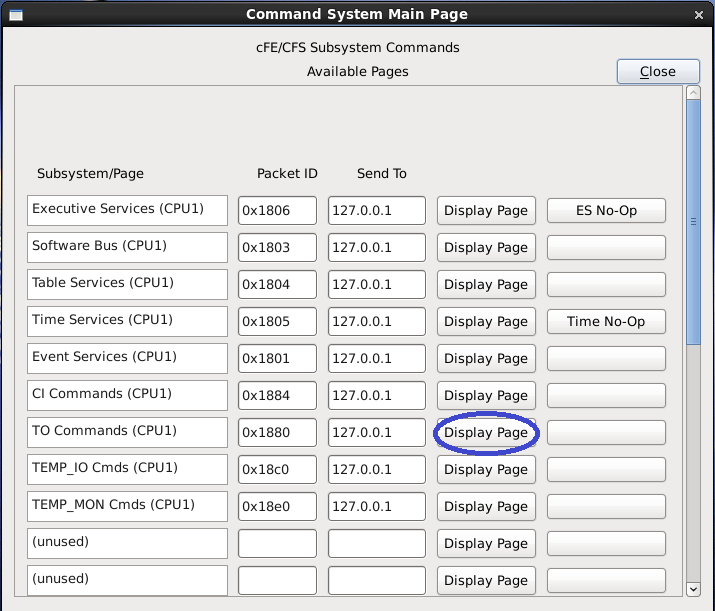 Command System Main Page
cFE/CFS Subsystem Commands
Available Pages
Close
Subsystem/Page Packet ID Send To
Executive Services (CPU1) 0x1806 127.0.0.1 Display Page ES No-Op
Software Bus (CPU1) 0x1803 127.0.0.1 Display Page
Table Services (CPU1) 0x1804 127.0.0.1 Display Page
Time Services (CPU1) 0x1805 127.0.0.1 Display Page Time No-Op
Event Services (CPU1) 0x1801 127.0.0.1 Display Page
CI Commands (CPU1) 0x1884 127.0.0.1 Display Page
TO Commands (CPU1) 0x1880 127.0.0.1 Display Page
TEMP_IO Cmds (CPU1) 0x18c0 127.0.0.1 Display Page
TEMP_MON Cmds (CPU1) 0x18e0 127.0.0.1 Display Page
(unused) Display Page
(unused) Display Page